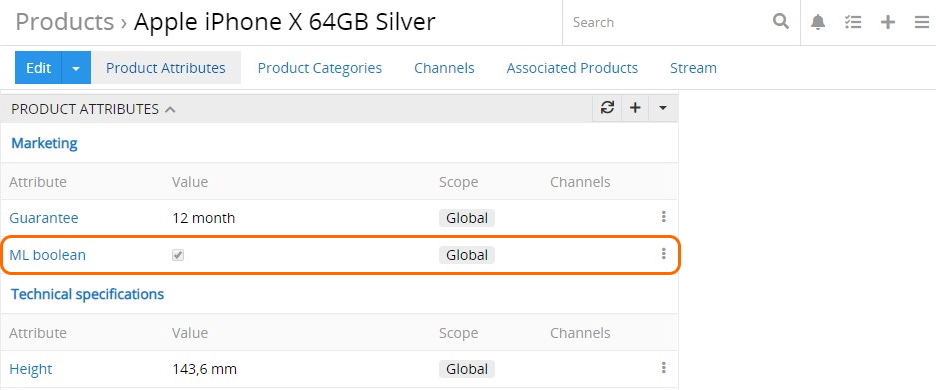 Products › Apple iPhone X 64GB Silver Search
Edit Product Attributes Product Categories Channels Associated Products Stream
PRODUCT ATTRIBUTES
Marketing
Attribute Value Scope Channels
Guarantee 12 month Global
ML boolean Global
Technical specifications
Attribute Value Scope Channels
Height 143,6 mm Global